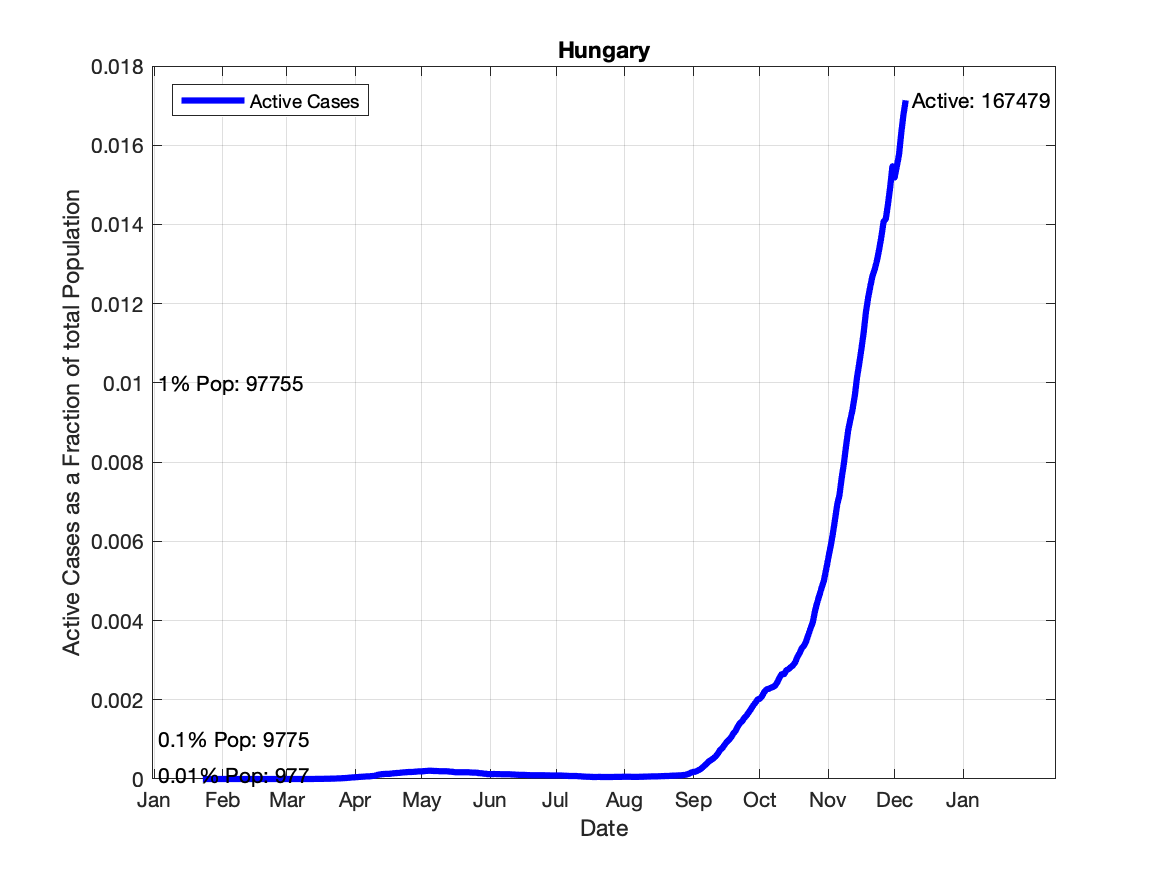 Hungary
0.018
Active Cases
Active: 167479
0.016
0.014
0.012
0.01
1% Pop: 97755
0.008
0.006
0.004
0.002
0.1% Pop: 9775
0
0.01% Pop: 977
Jan Feb Mar Apr May Jun Jul Aug Sep Oct Nov Dec Jan
Date
Active Cases as a Fraction of total Population